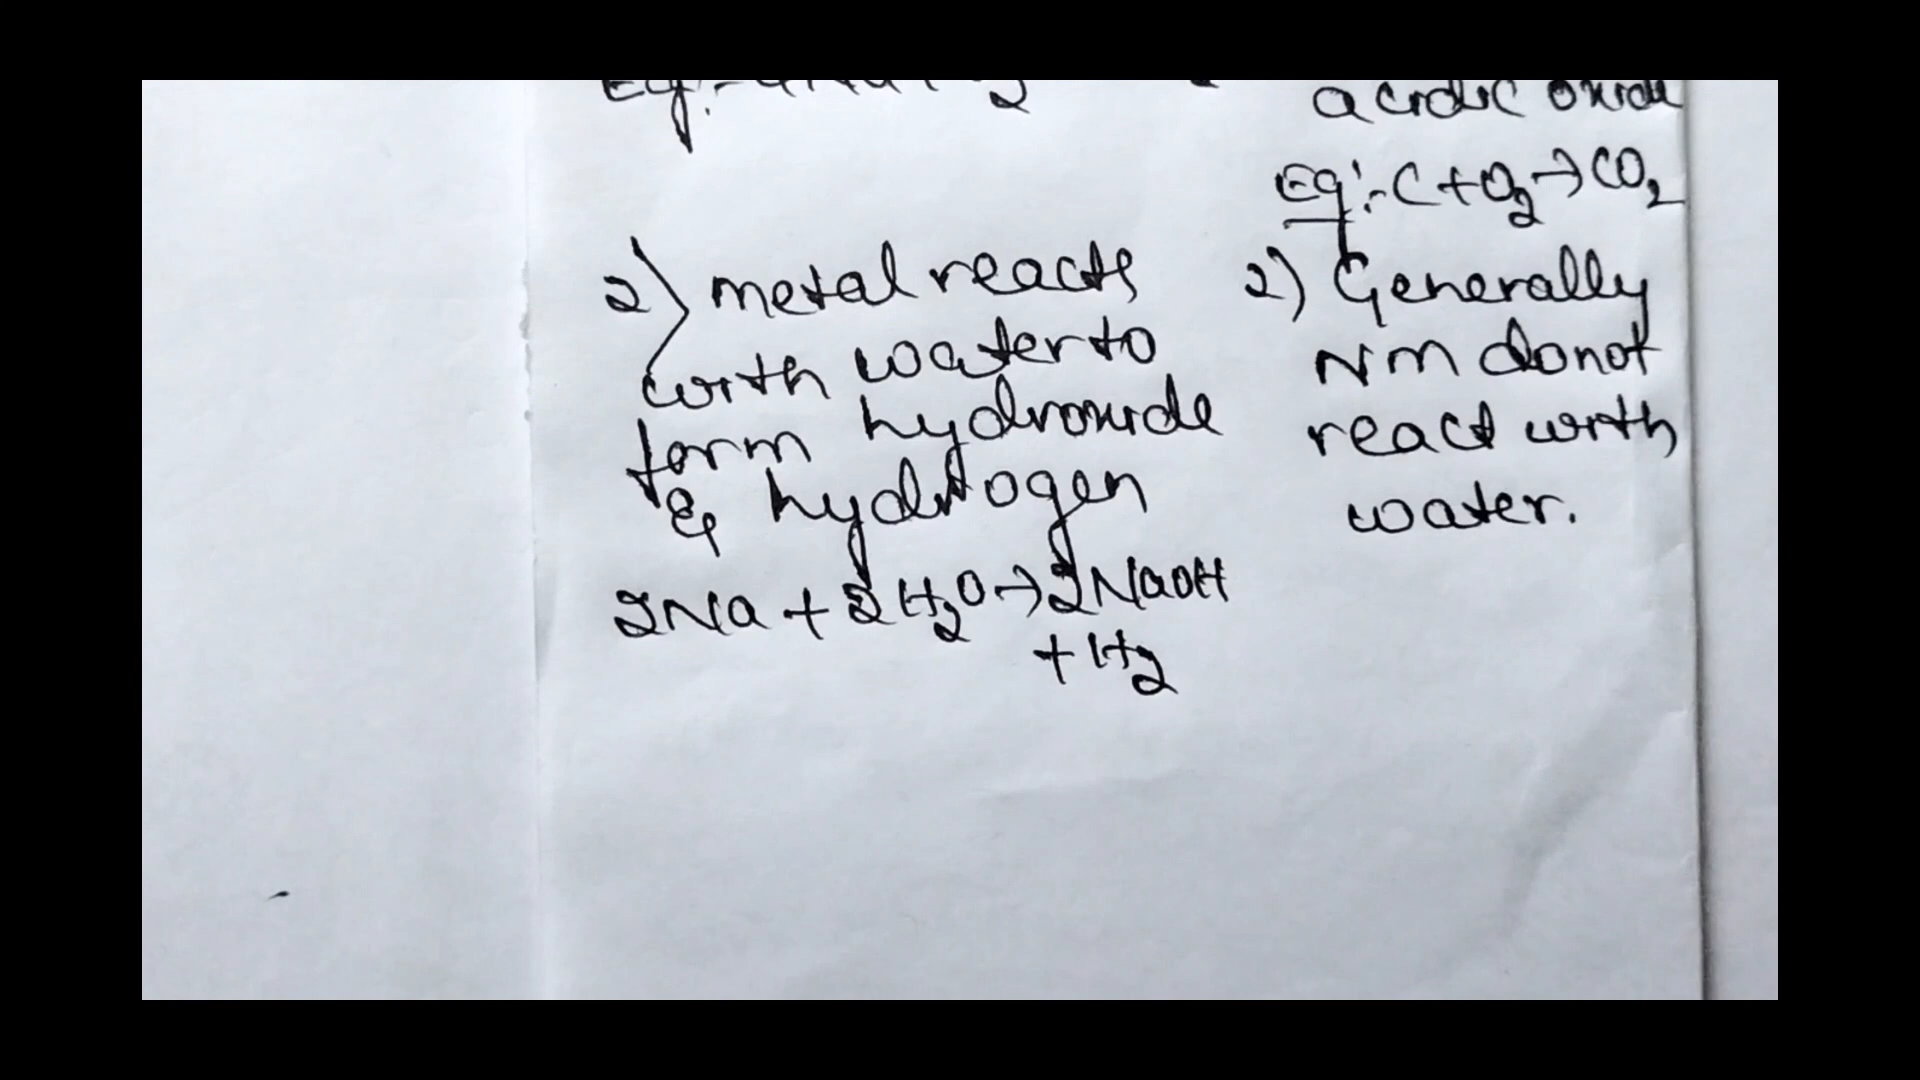 Eg:-
acidic oxide
Eg:- C+O₂→CO₂
2) metal reacts
with water to
form hydroxide
& hydrogen
2Na + 2H₂O→2NaOH
+H₂
2) Generally
NM donot
react with
water.